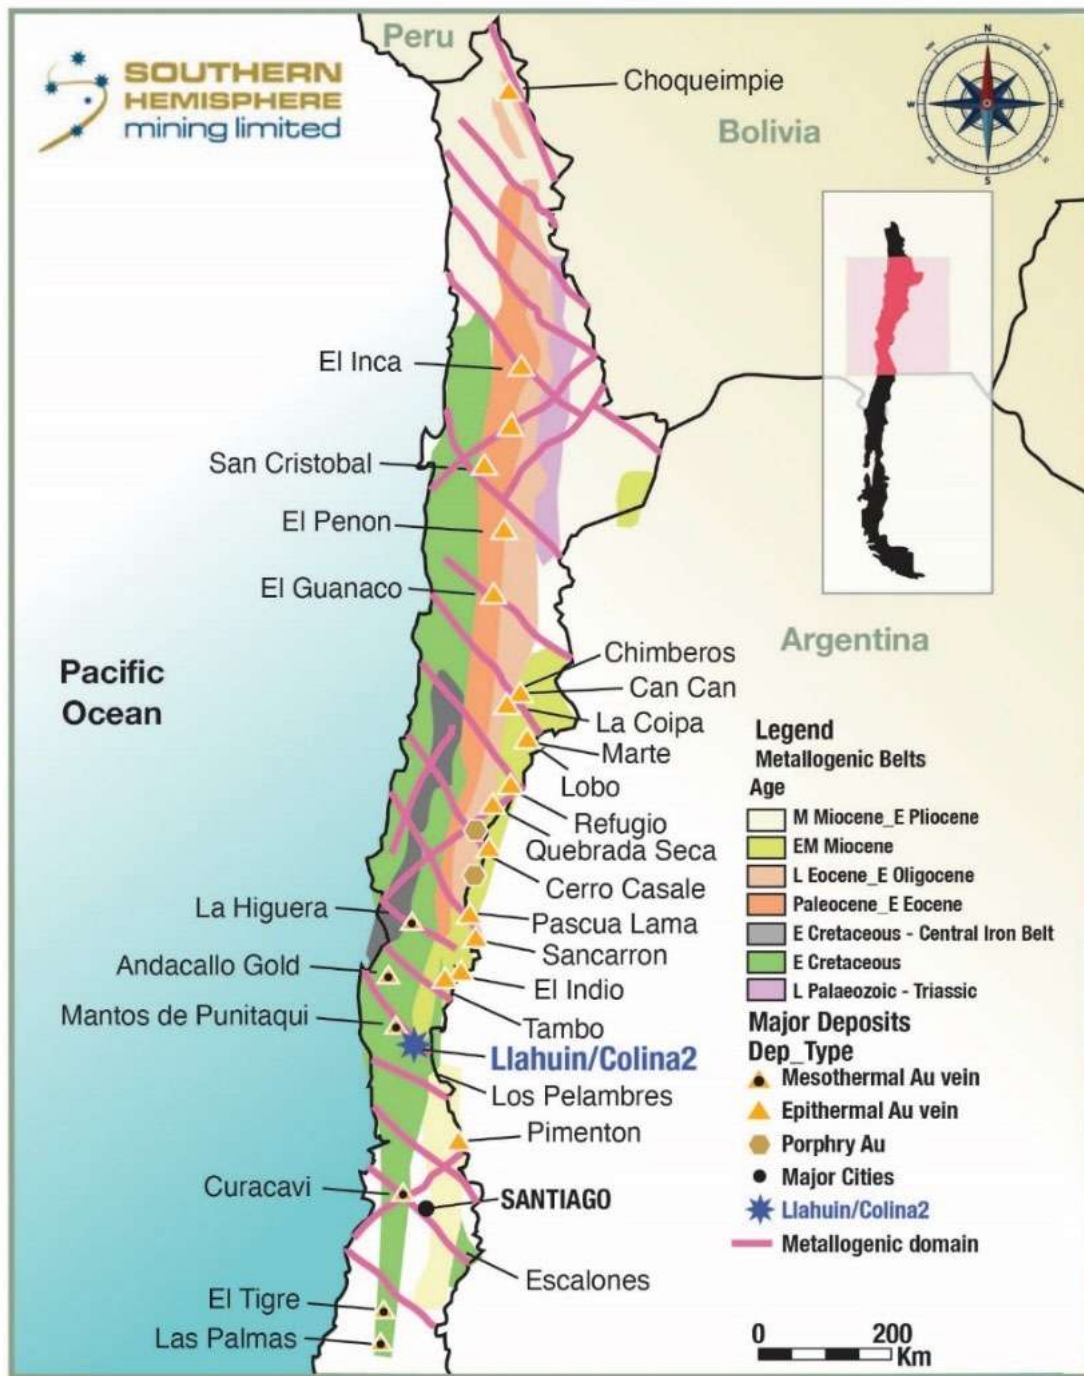 SOUTHERN
HEMISPHERE
mining limited
Peru
Choqueimpie
Bolivia
N
E
S
W
El Inca
San Cristobal
El Penon
El Guanaco
Argentina
Pacific
Ocean
Chimberos
Can Can
La Coipa
Marte
Lobo
Refugio
Quebrada Seca
Cerro Casale
La Higuera
Pascua Lama
Sancarron
Andacallo Gold
El Indio
Mantos de Punitaqui
Tambo
Llahuin/Colina2
Los Pelambres
Pimenton
Curacavi
SANTIAGO
Escalones
El Tigre
Las Palmas
Legend
Metallogenic Belts
Age
M Miocene_E Pliocene
EM Miocene
L Eocene_E Oligocene
Paleocene_E Eocene
E Cretaceous - Central Iron Belt
E Cretaceous
L Palaeozoic - Triassic
Major Deposits
Dep_Type
Mesothermal Au vein
Epithermal Au vein
Porphry Au
Major Cities
Llahuin/Colina2
Metallogenic domain
0 200
Km